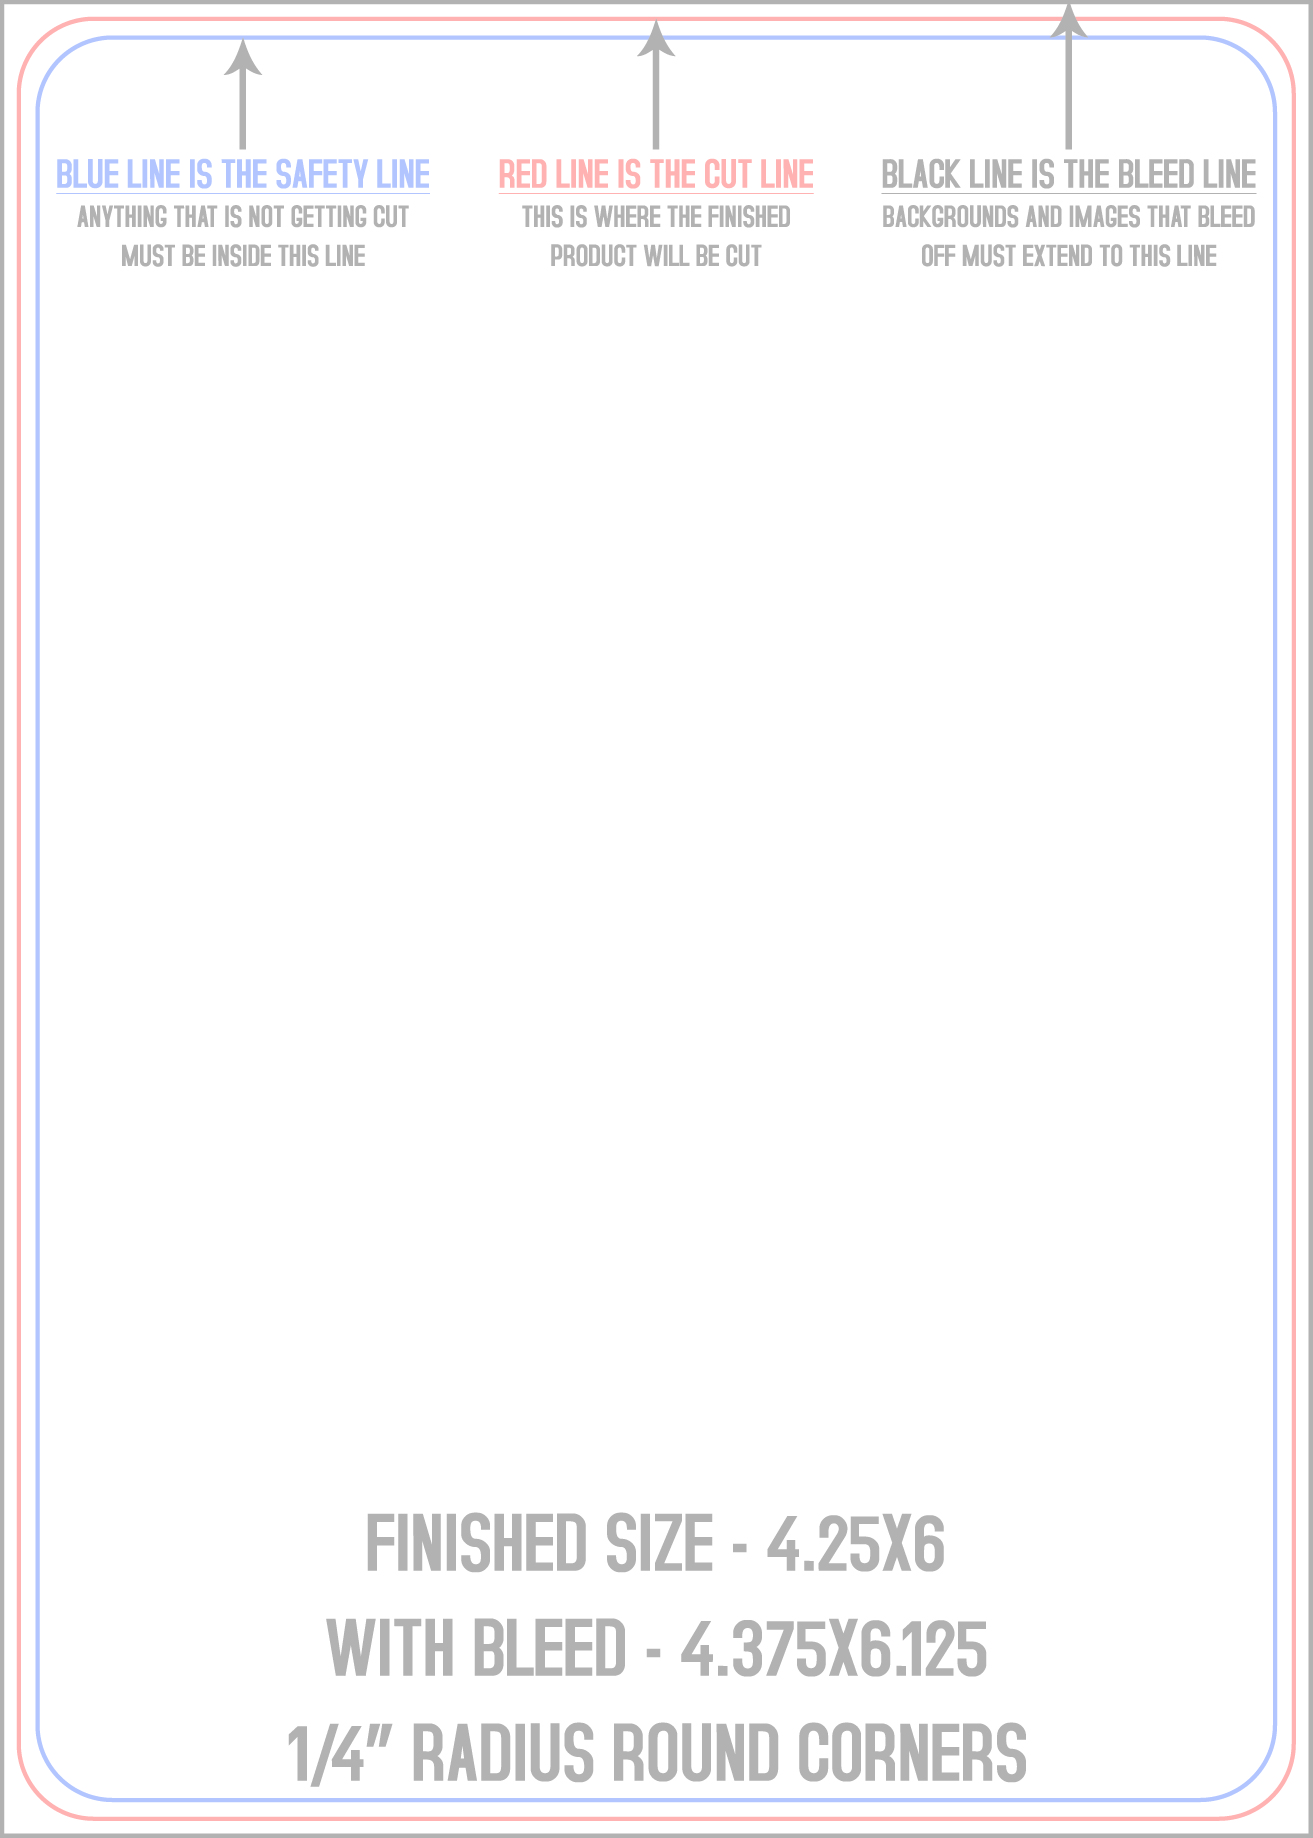 BLUE LINE IS THE SAFETY LINE
ANYTHING THAT IS NOT GETTING CUT
MUST BE INSIDE THIS LINE
RED LINE IS THE CUT LINE
THIS IS WHERE THE FINISHED
PRODUCT WILL BE CUT
BLACK LINE IS THE BLEED LINE
BACKGROUNDS AND IMAGES THAT BLEED
OFF MUST EXTEND TO THIS LINE
FINISHED SIZE - 4.25X6
WITH BLEED - 4.375X6.125
1/4" RADIUS ROUND CORNERS